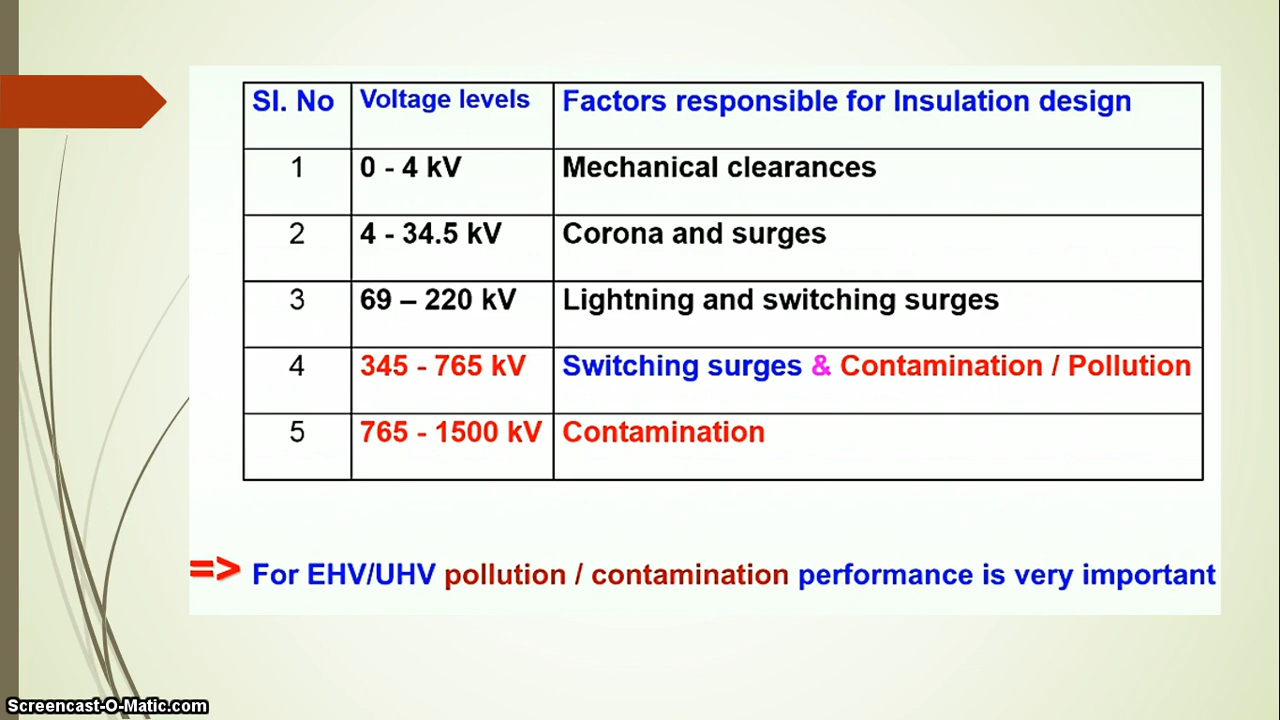 Sl. No Voltage levels Factors responsible for Insulation design
1 0 - 4 kV Mechanical clearances
2 4 - 34.5 kV Corona and surges
3 69 – 220 kV Lightning and switching surges
4 345 - 765 kV Switching surges & Contamination / Pollution
5 765 - 1500 kV Contamination
=> For EHV/UHV pollution / contamination performance is very important
Screencast-O-Matic.com